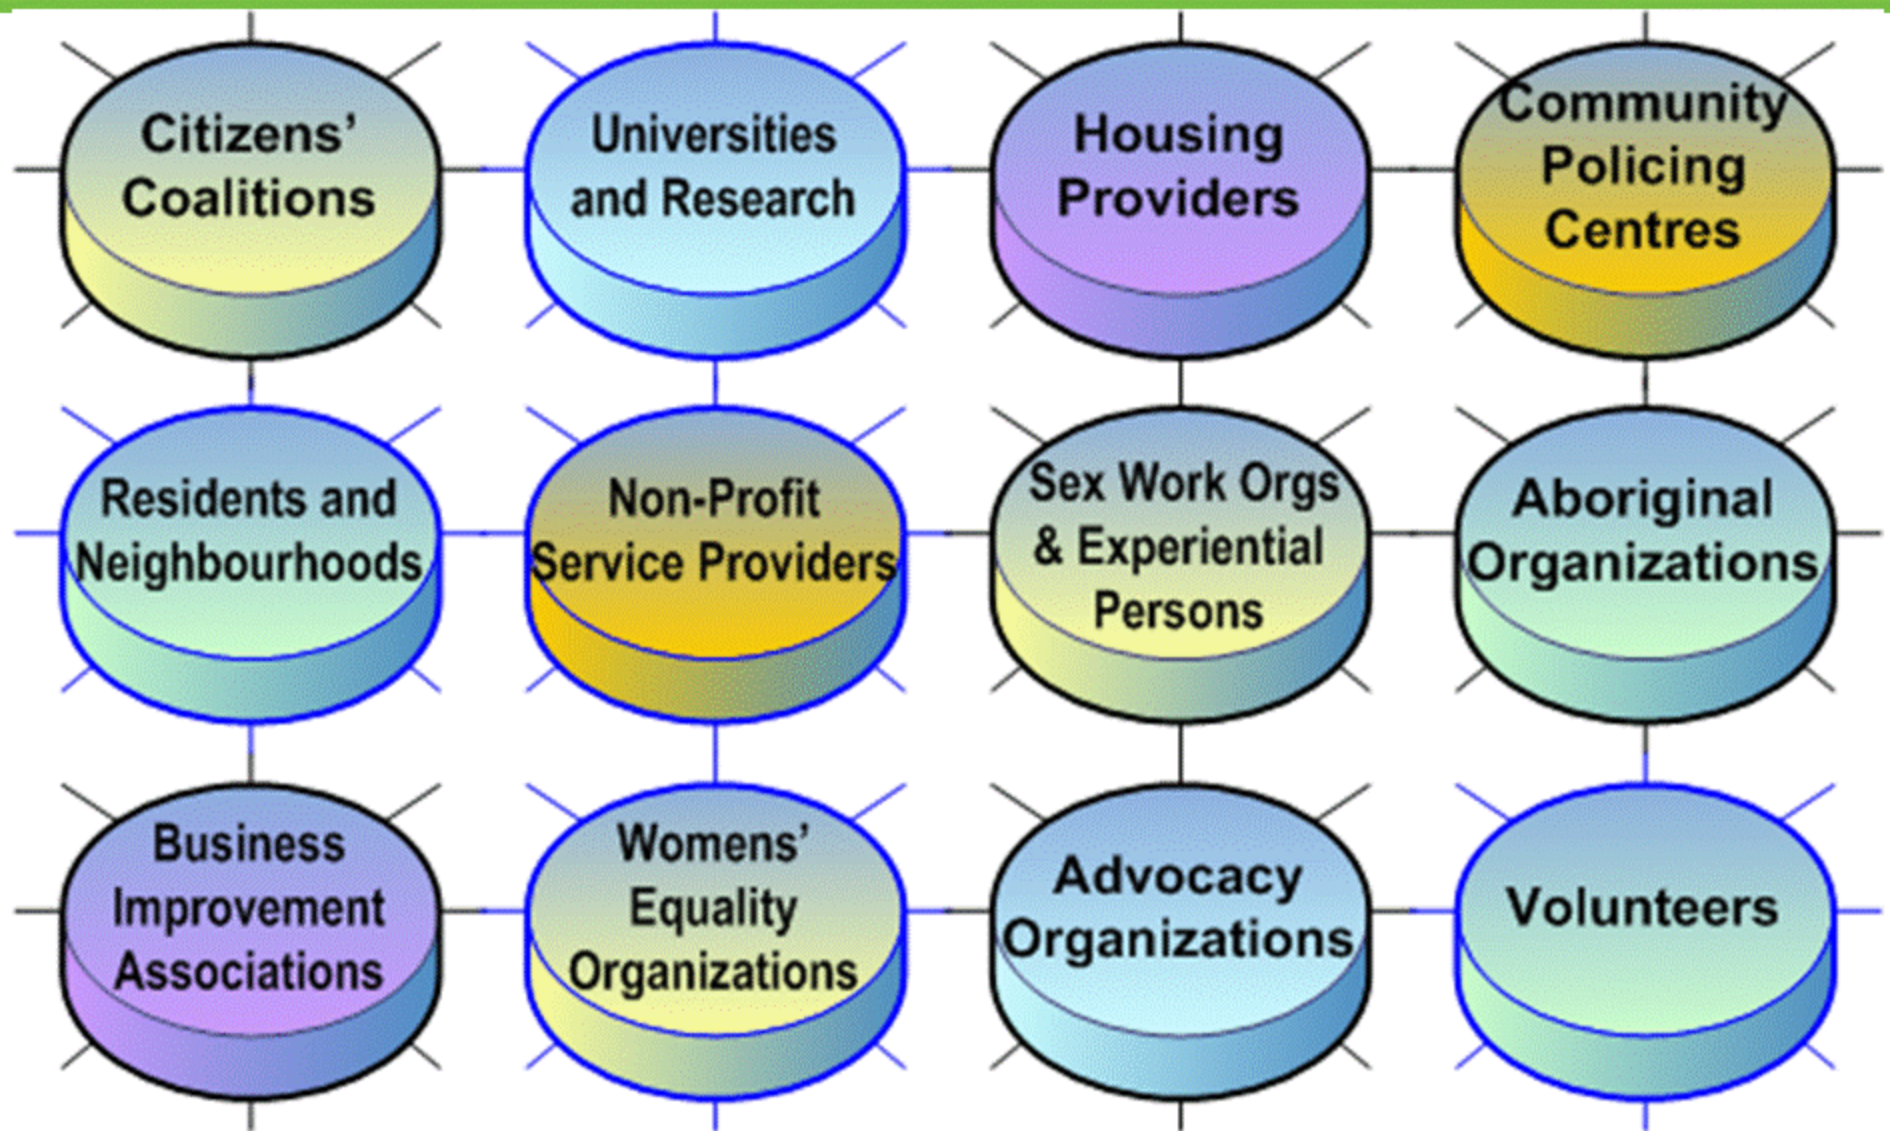 Citizens’
Coalitions
Universities
and Research
Housing
Providers
Community
Policing
Centres
Residents and
Neighbourhoods
Non-Profit
Service Providers
Sex Work Orgs
& Experiential
Persons
Aboriginal
Organizations
Business
Improvement
Associations
Womens’
Equality
Organizations
Advocacy
Organizations
Volunteers